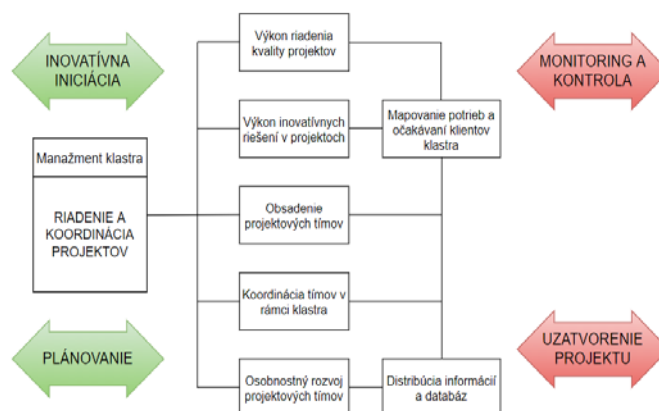 INOVATÍVNA
INICIÁCIA
Výkon riadenia
kvality projektov
MONITORING A
KONTROLA
Výkon inovatívnych
riešení v projektoch
Mapovanie potrieb a
očakávaní klientov
klastra
Manažment klastra
RIADENIE A
KOORDINÁCIA
PROJEKTOV
Obsadenie
projektových tímov
Koordinácia tímov v
rámci klastra
PLÁNOVANIE
UZATVORENIE
PROJEKTU
Osobnostný rozvoj
projektových tímov
Distribúcia informácií
a databáz